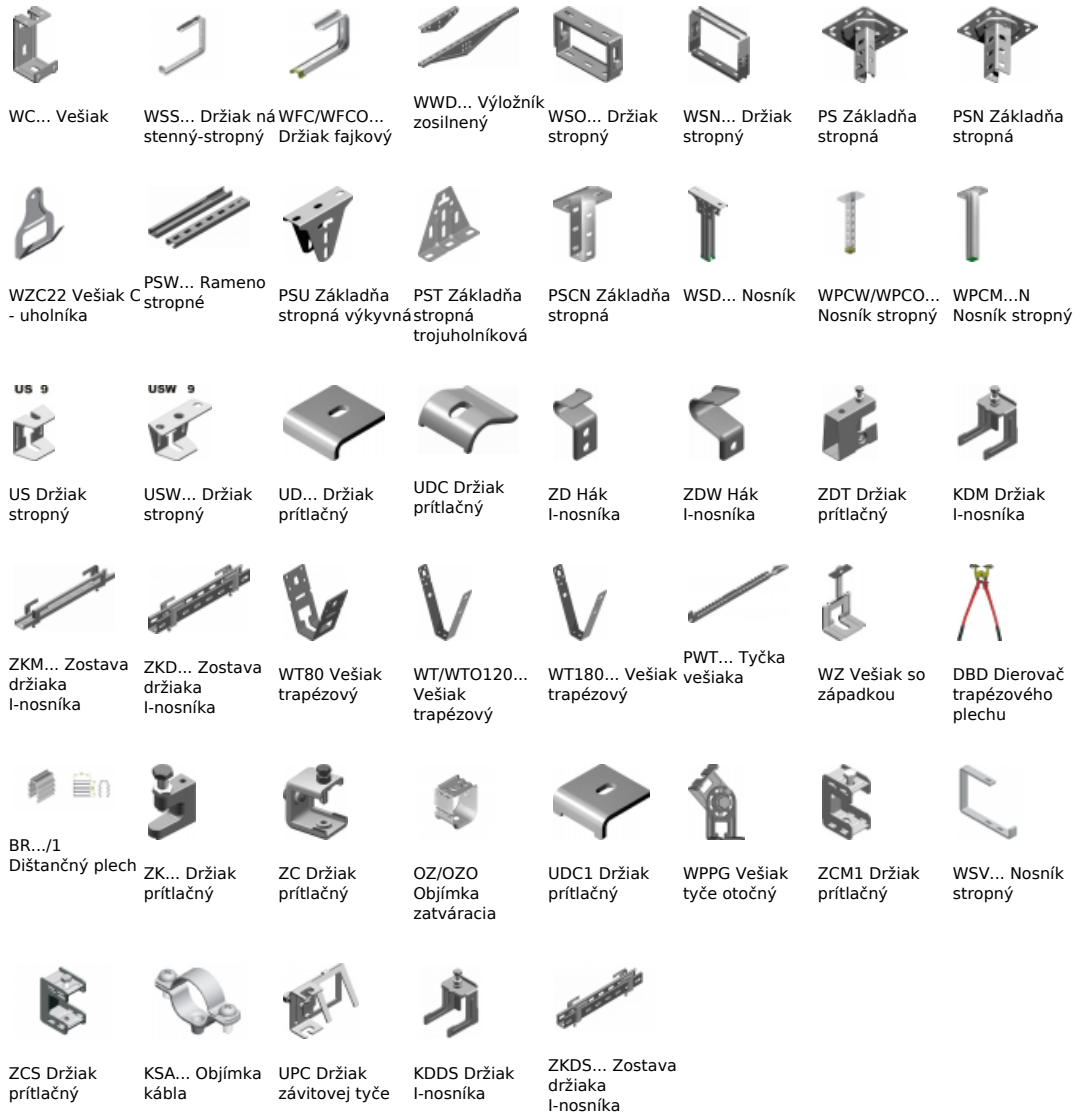 WC... Vešiak
WSS... Držiak ná
stenný-stropný
WFC/WFCO...
Držiak fajkový
WWD... Výložník
zosilnený
WSO... Držiak
stropný
WSN... Držiak
stropný
PS Základňa
stropná
PSN Základňa
stropná
WZC22 Vešiak C
- uholníka
PSW... Rameno
stropné
PSU Základňa
stropná výkyvná
PST Základňa
stropná
trojuholníková
PSCN Základňa
stropná
WSD... Nosník
WPCW/WPCO...
Nosník stropný
WPCM...N
Nosník stropný
US 9
USW 9
US Držiak
stropný
USW... Držiak
stropný
UD... Držiak
prítlačný
UDC Držiak
prítlačný
ZD Hák
I-nosníka
ZDW Hák
I-nosníka
ZDT Držiak
prítlačný
KDM Držiak
I-nosníka
ZKM... Zostava
držiaka
I-nosníka
ZKD... Zostava
držiaka
I-nosníka
WT80 Vešiak
trapézový
WT/WTO120...
Vešiak
trapézový
WT180... Vešiak
trapézový
PWT... Tyčka
vešiaka
WZ Vešiak so
západkou
DBD Dierovač
trapézového
plechu
BR.../1
Dištančný plech
ZK... Držiak
prítlačný
ZC Držiak
prítlačný
OZ/OZO
Objímka
zatváracia
UDC1 Držiak
prítlačný
WPPG Vešiak
tyče otočný
ZCM1 Držiak
prítlačný
WSV... Nosník
stropný
ZCS Držiak
prítlačný
KSA... Objímka
kábla
UPC Držiak
závitovej tyče
KDDS Držiak
I-nosníka
ZKDS... Zostava
držiaka
I-nosníka